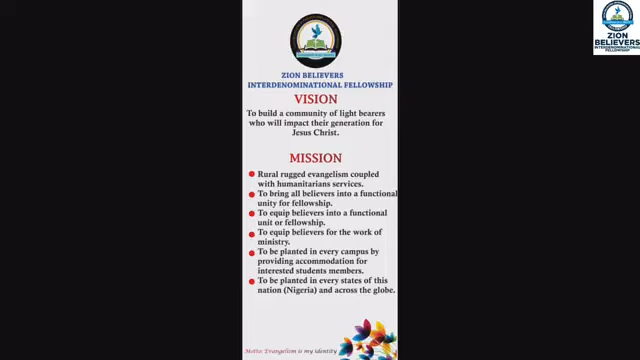 ZION BELIEVERS
INTERDENOMINATIONAL FELLOWSHIP
VISION
To build a community of light bearers
who will impact their generation for
Jesus Christ.
MISSION
Rural rugged evangelism coupled
with humanitarians services.
To bring all believers into a functional
unity for fellowship.
To equip believers into a functional
unit or fellowship.
To equip believers for the work of
ministry.
To be planted in every campus by
providing accommodation for
interested students members.
To be planted in every states of this
nation (Nigeria) and across the globe.
Motto: Evangelism is my identity
ZION
BELIEVERS
INTERDENOMINATIONAL
FELLOWSHIP